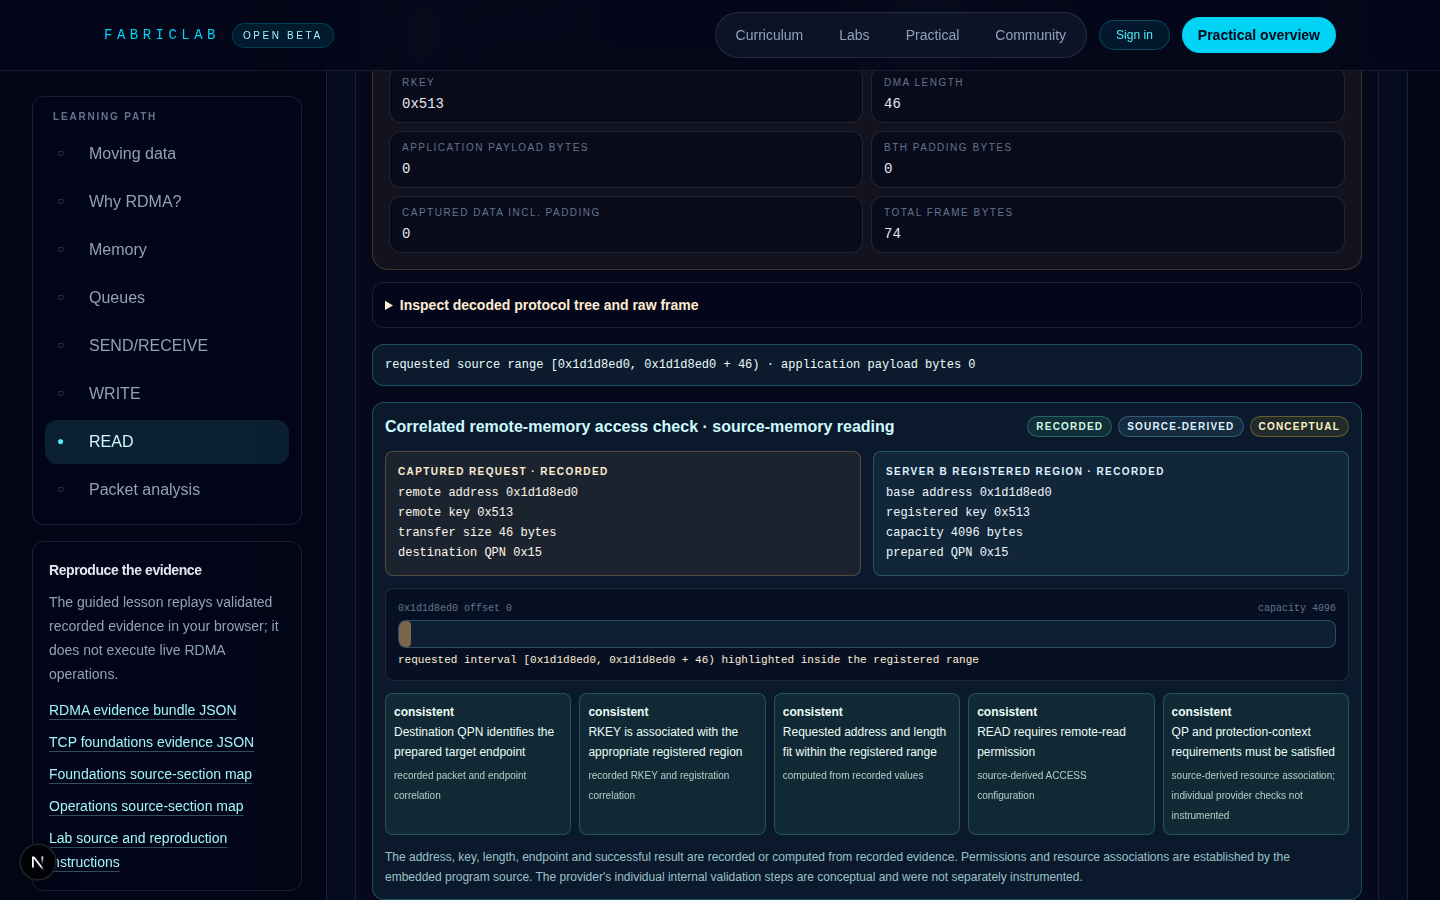 FABRICLAB
OPEN BETA
Curriculum
Labs
Practical
Community
Sign in
Practical overview
LEARNING PATH
Moving data
Why RDMA?
Memory
Queues
SEND/RECEIVE
WRITE
READ
Packet analysis
Reproduce the evidence
The guided lesson replays validated
recorded evidence in your browser; it
does not execute live RDMA
operations.
RDMA evidence bundle JSON
TCP foundations evidence JSON
Foundations source-section map
Operations source-section map
Lab source and reproduction
instructions
RKEY
0x513
DMA LENGTH
46
APPLICATION PAYLOAD BYTES
0
BTH PADDING BYTES
0
CAPTURED DATA INCL. PADDING
0
TOTAL FRAME BYTES
74
▶ Inspect decoded protocol tree and raw frame
requested source range [0x1d1d8ed0, 0x1d1d8ed0 + 46) · application payload bytes 0
Correlated remote-memory access check · source-memory reading
RECORDED
SOURCE-DERIVED
CONCEPTUAL
CAPTURED REQUEST · RECORDED
remote address 0x1d1d8ed0
remote key 0x513
transfer size 46 bytes
destination QPN 0x15
SERVER B REGISTERED REGION · RECORDED
base address 0x1d1d8ed0
registered key 0x513
capacity 4096 bytes
prepared QPN 0x15
0x1d1d8ed0 offset 0
capacity 4096
requested interval [0x1d1d8ed0, 0x1d1d8ed0 + 46) highlighted inside the registered range
consistent
Destination QPN identifies the
prepared target endpoint
recorded packet and endpoint
correlation
consistent
RKEY is associated with the
appropriate registered region
recorded RKEY and registration
correlation
consistent
Requested address and length
fit within the registered range
computed from recorded values
consistent
READ requires remote-read
permission
source-derived ACCESS
configuration
consistent
QP and protection-context
requirements must be satisfied
source-derived resource association;
individual provider checks not
instrumented
The address, key, length, endpoint and successful result are recorded or computed from recorded evidence. Permissions and resource associations are established by the
embedded program source. The provider's individual internal validation steps are conceptual and were not separately instrumented.